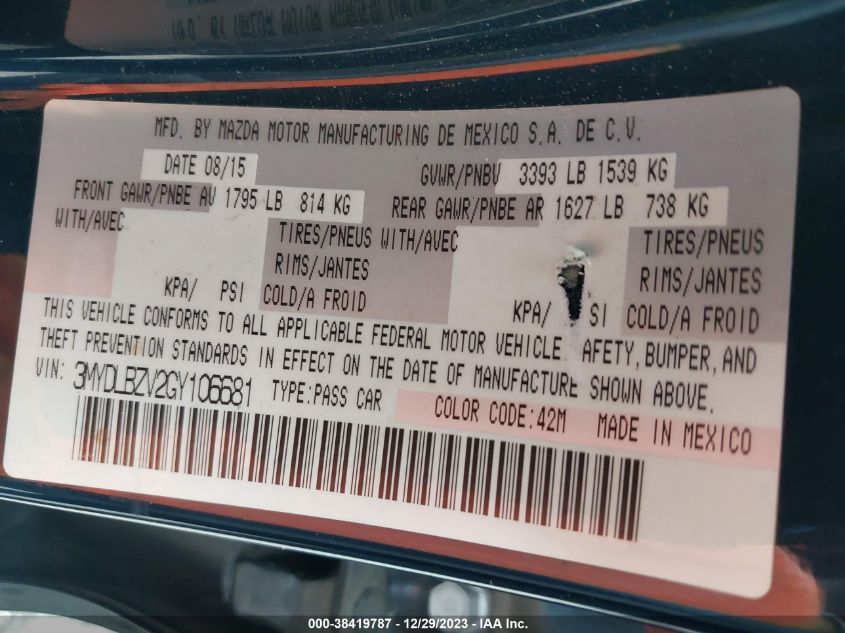 MFD. BY MAZDA MOTOR MANUFACTURING DE MEXICO S.A. DE C.V.
DATE 08/15 GVWR/PNBV 3393 LB 1539 KG
FRONT GAWR/PNBE AV 1795 LB 814 KG REAR GAWR/PNBE AR 1627 LB 738 KG
WITH/AVEC TIRES/PNEUS WITH/AVEC TIRES/PNEUS
RIMS/JANTES RIMS/JANTES
KPA/ PSI COLD/A FROID KPA/ SI COLD/A FROID
THIS VEHICLE CONFORMS TO ALL APPLICABLE FEDERAL MOTOR VEHICLE AFETY, BUMPER, AND
THEFT PREVENTION STANDARDS IN EFFECT ON THE DATE OF MANUFACTURE SHOWN ABOVE.
VIN: 3MYDLBZV2GY106681 TYPE:PASS CAR COLOR CODE:42M MADE IN MEXICO
000-38419787 - 12/29/2023 - IAA Inc.